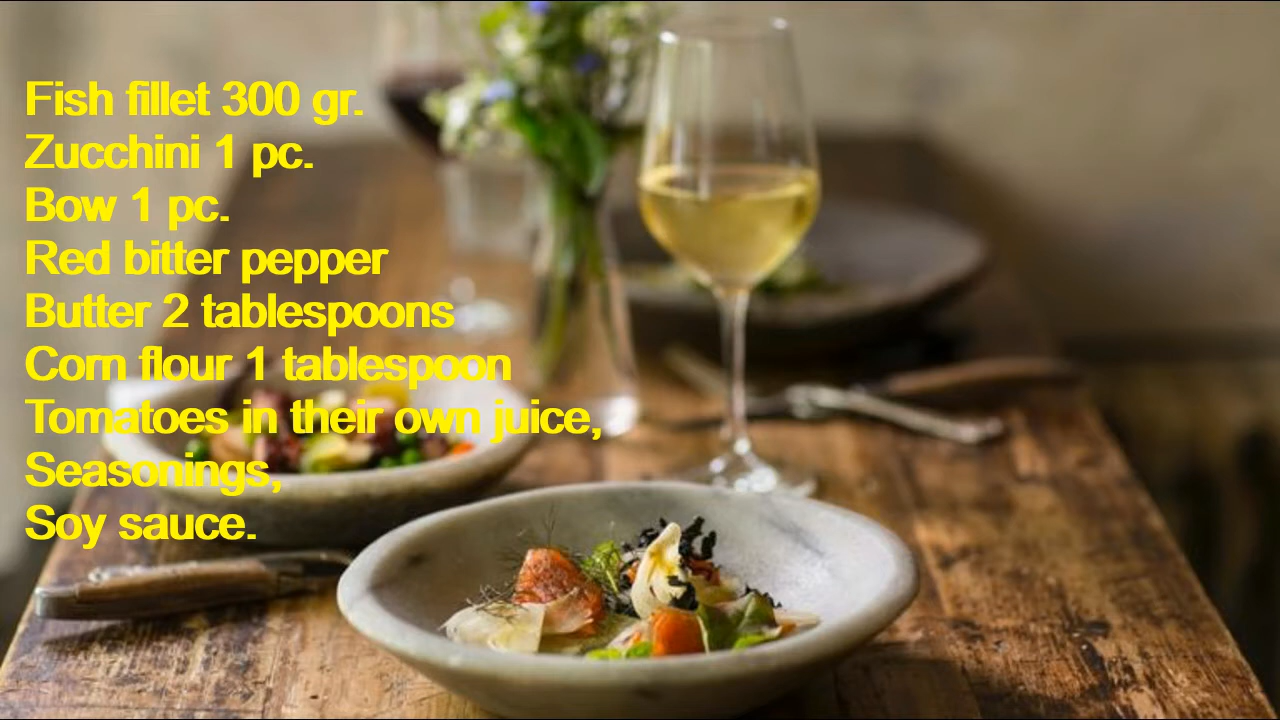 Fish fillet 300 gr.
Zucchini 1 pc.
Bow 1 pc.
Red bitter pepper
Butter 2 tablespoons
Corn flour 1 tablespoon
Tomatoes in their own juice,
Seasonings,
Soy sauce.